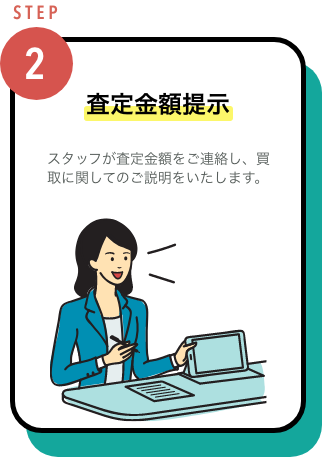 STEP
2
査定金額提示
スタッフが査定金額をご連絡し、買
取に関してのご説明をいたします。